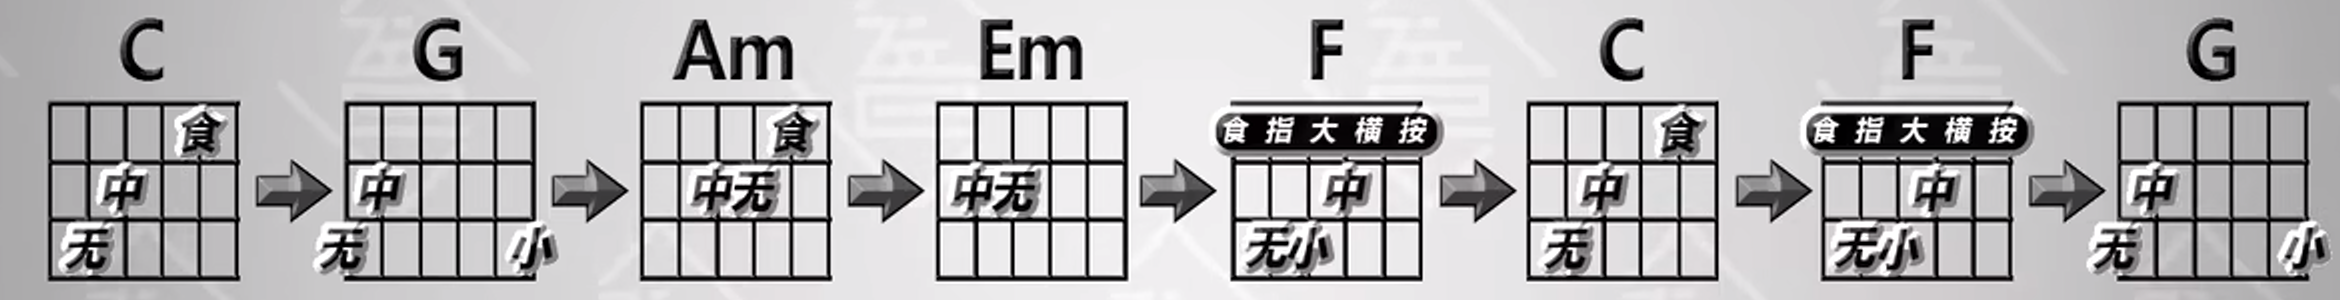 C G Am Em F C F G
食 食 食指大横按 食 食指大横按
中 中 中无 中无 中 中 中 中
无 无 小 无小 无 无小 无 小